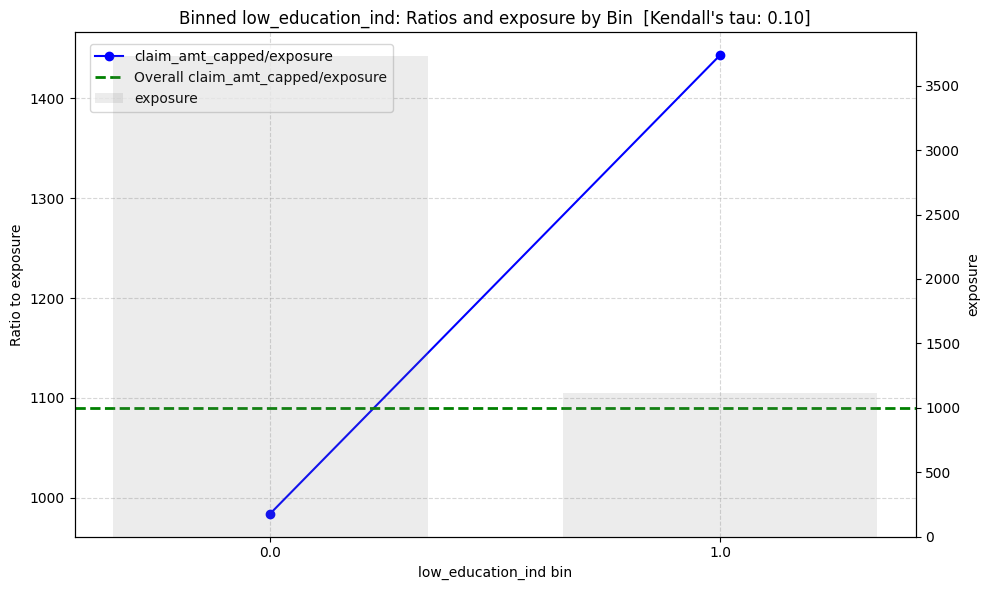 Binned low_education_ind: Ratios and exposure by Bin  [Kendall's tau: 0.10]
claim_amt_capped/exposure
Overall claim_amt_capped/exposure
exposure
Ratio to exposure
1400
1300
1200
1100
1000
3500
3000
2500
2000
1500
1000
500
0
exposure
0.0
1.0
low_education_ind bin